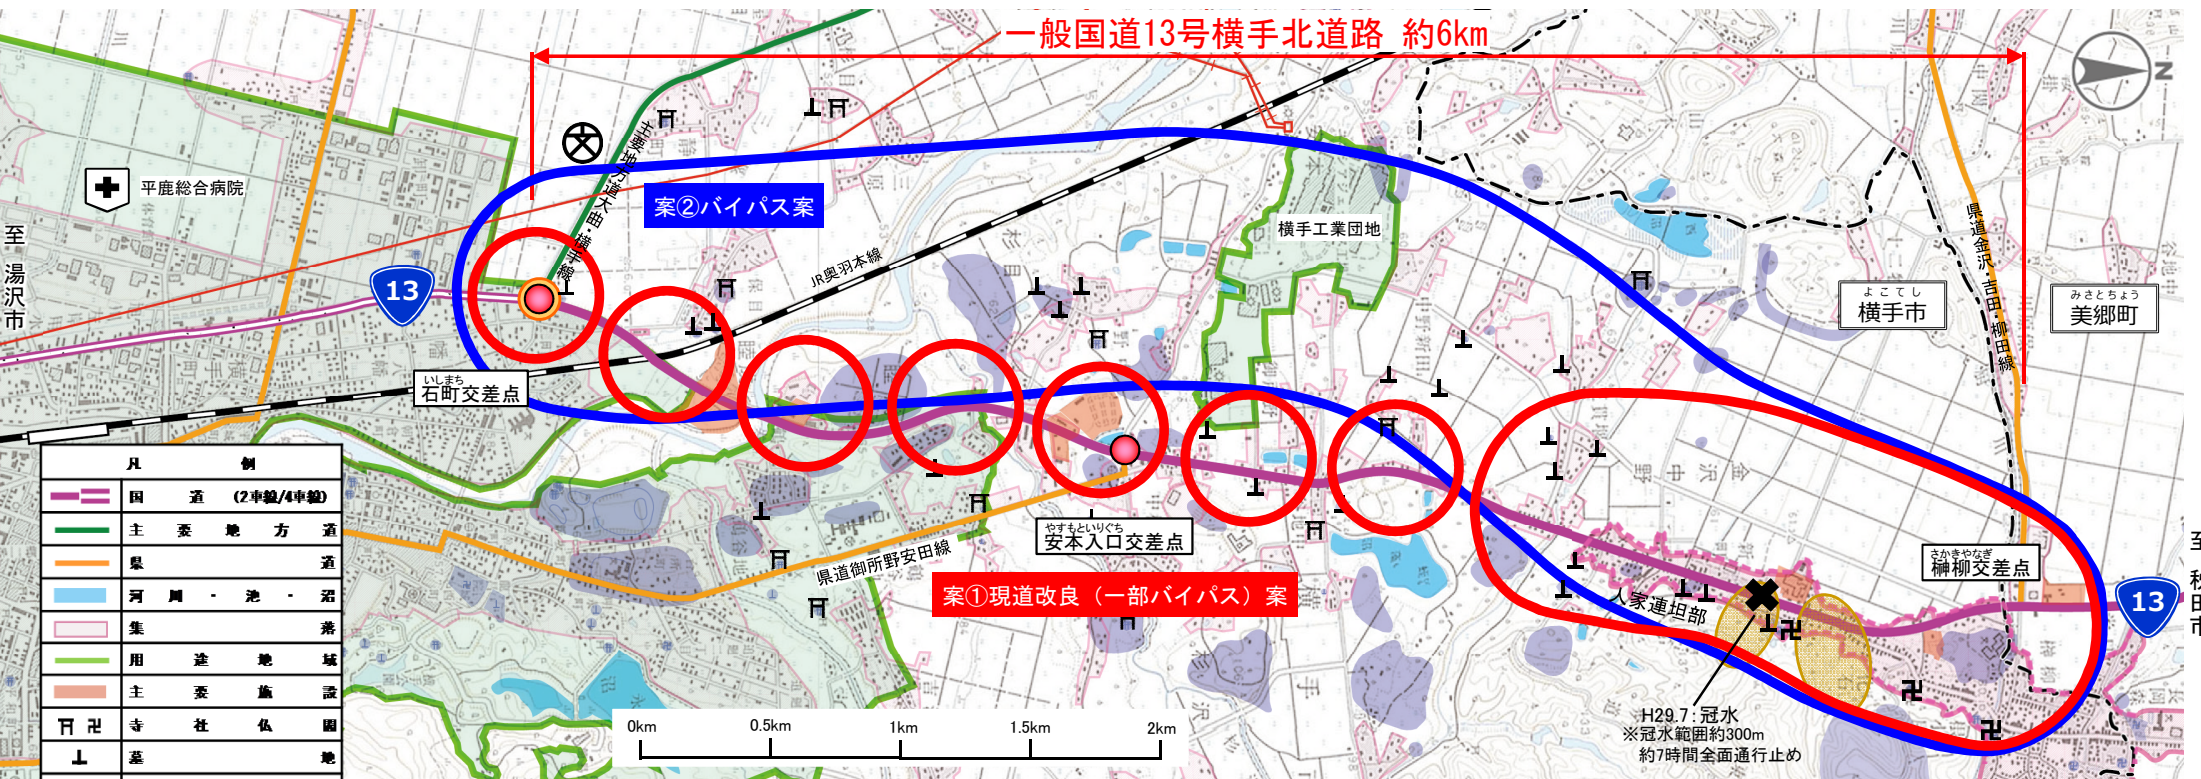 一般国道13号横手北道路 約6km
N
平鹿総合病院
至 湯沢市
13
主要地方道大曲・横手線
案②バイパス案
JR奥羽本線
横手工業団地
県道金沢吉田・柳田線
よこてし
横手市
みさとちょう
美郷町
いしまち
石町交差点
やすもといりぐち
安本入口交差点
県道御所野安田線
案①現道改良（一部バイパス）案
さかきやなぎ
榊柳交差点
人家連坦部
至 秋田市
13
H29.7：冠水
※冠水範囲約300m
約7時間全面通行止め
凡 例
国道 (2車線/4車線)
主要地方道
県道
河川・池・沼
集落
用途地域
主要施設
寺社仏閣
墓地
0km 0.5km 1km 1.5km 2km